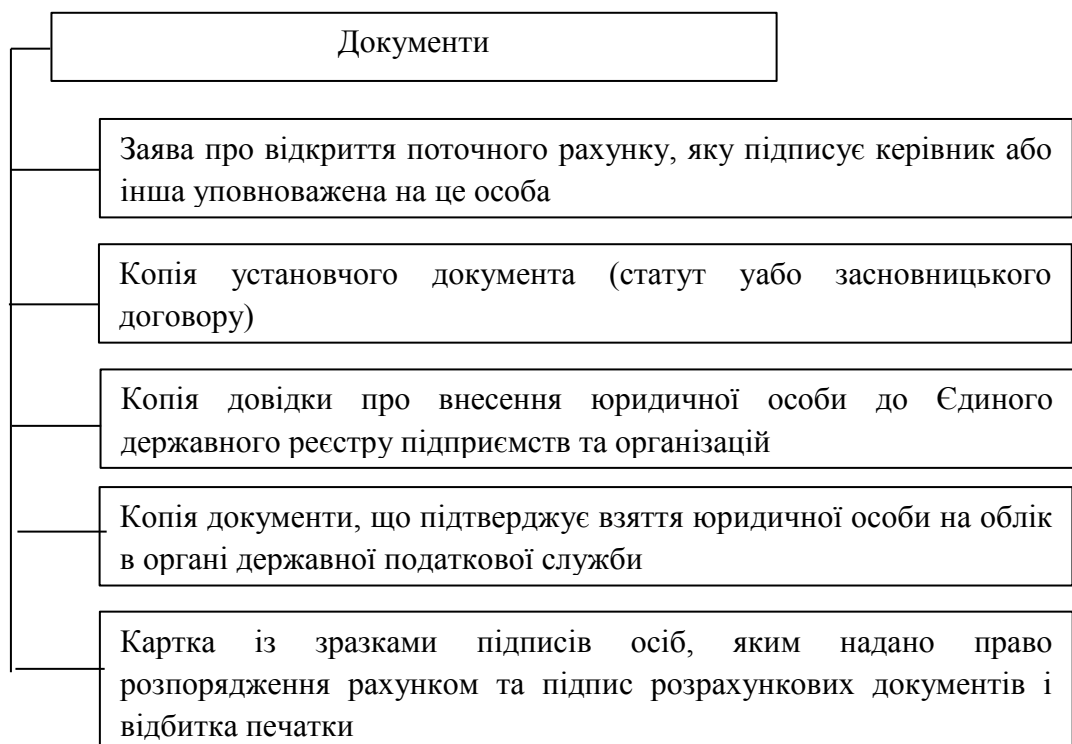 Документи
Заява про відкриття поточного рахунку, яку підписує керівник або
інша уповноважена на це особа
Копія установчого документа (статут уабо засновницького
договору)
Копія довідки про внесення юридичної особи до Єдиного
державного реєстру підприємств та організацій
Копія документи, що підтверджує взяття юридичної особи на облік
в органі державної податкової служби
Картка із зразками підписів осіб, яким надано право
розпорядження рахунком та підпис розрахункових документів і
відбитка печатки